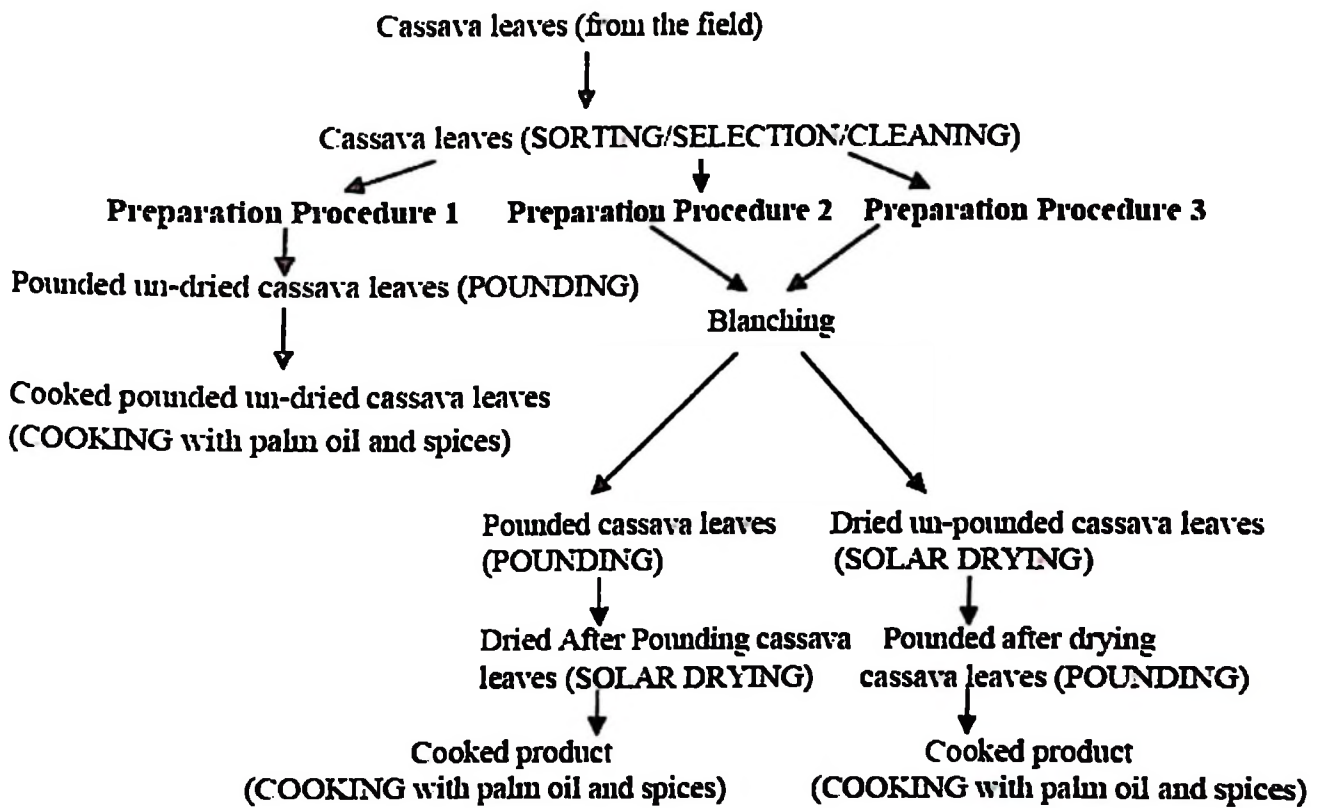 Cassava leaves (from the field)
Cassava leaves (SORTING/SELECTION/CLEANING)
Preparation Procedure 1
Preparation Procedure 2
Preparation Procedure 3
Pounded un-dried cassava leaves (POUNDING)
Blanching
Cooked pounded un-dried cassava leaves
(COOKING with palm oil and spices)
Pounded cassava leaves
(POUNDING)
Dried un-pounded cassava leaves
(SOLAR DRYING)
Dried After Pounding cassava
leaves (SOLAR DRYING)
Pounded after drying
cassava leaves (POUNDING)
Cooked product
(COOKING with palm oil and spices)
Cooked product
(COOKING with palm oil and spices)